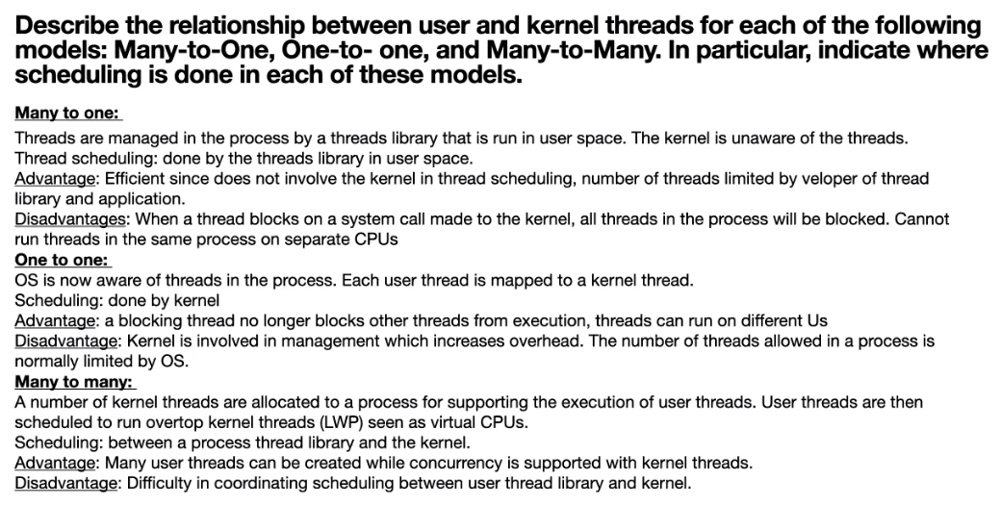 Describe the relationship between user and kernel threads for each of the following
models: Many-to-One, One-to- one, and Many-to-Many. In particular, indicate where
scheduling is done in each of these models.
Many to one:
Threads are managed in the process by a threads library that is run in user space. The kernel is unaware of the threads.
Thread scheduling: done by the threads library in user space.
Advantage: Efficient since does not involve the kernel in thread scheduling, number of threads limited by veloper of thread
library and application.
Disadvantages: When a thread blocks on a system call made to the kernel, all threads in the process will be blocked. Cannot
run threads in the same process on separate CPUs
One to one:
OS is now aware of threads in the process. Each user thread is mapped to a kernel thread.
Scheduling: done by kernel
Advantage: a blocking thread no longer blocks other threads from execution, threads can run on different Us
Disadvantage: Kernel is involved in management which increases overhead. The number of threads allowed in a process is
normally limited by OS.
Many to many:
A number of kernel threads are allocated to a process for supporting the execution of user threads. User threads are then
scheduled to run overtop kernel threads (LWP) seen as virtual CPUs.
Scheduling: between a process thread library and the kernel.
Advantage: Many user threads can be created while concurrency is supported with kernel threads.
Disadvantage: Difficulty in coordinating scheduling between user thread library and kernel.